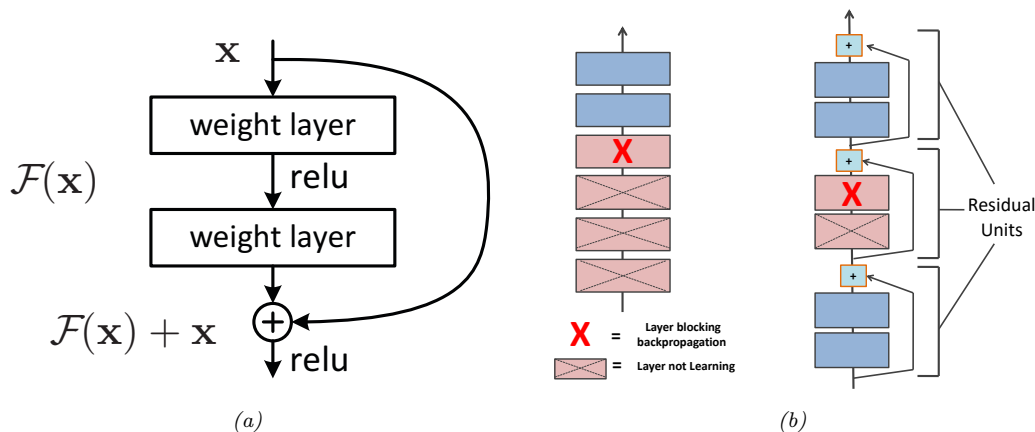 x
weight layer
relu
F(x)
weight layer
F(x) + x
+
relu
(a)
X
X = Layer blocking
backpropagation
= Layer not Learning
+
+
X
+
Residual
Units
(b)